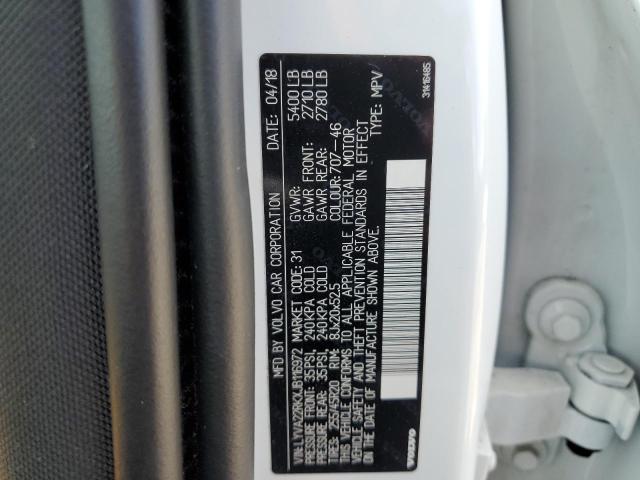 MFD BY VOLVO CAR CORPORATION DATE: 04/18
VIN: LVYA22RKXJB116972 MARKET CODE: 31 GVWR: 5400 LB
PRESSURE FRONT: 35PSI, 240KPA COLD GAWR FRONT: 2710 LB
PRESSURE REAR: 35PSI, 240KPA COLD GAWR REAR: 2780 LB
TIRES: 255/45R20 RIM: 8Jx20x52.5 COLOUR: 707-46
THIS VEHICLE CONFORMS TO ALL APPLICABLE FEDERAL MOTOR
VEHICLE SAFETY AND THEFT PREVENTION STANDARDS IN EFFECT
ON THE DATE OF MANUFACTURE SHOWN ABOVE. TYPE: MPV
VOLVO
31416485